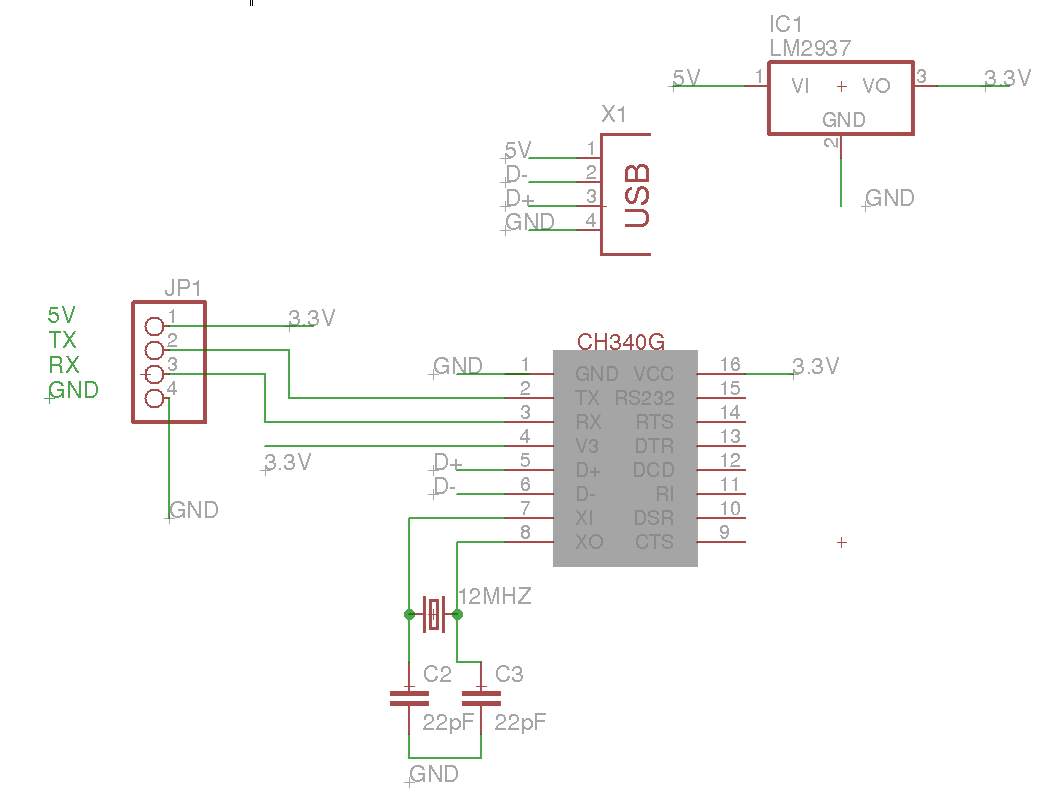 IC1
LM2937
5V 1 VI VO 3 3.3V
GND
2
GND
X1
5V 1
D- 2
D+ 3
GND 4
USB
JP1
5V 1 3.3V
TX 2
RX 3
GND 4
GND
CH340G
GND 1 GND VCC 16 3.3V
2 TX RS232 15
3 RX RTS 14
4 V3 DTR 13
3.3V
D+ 5 D+ DCD 12
D- 6 D- RI 11
7 XI DSR 10
8 XO CTS 9
12MHZ
C2 C3
22pF 22pF
GND